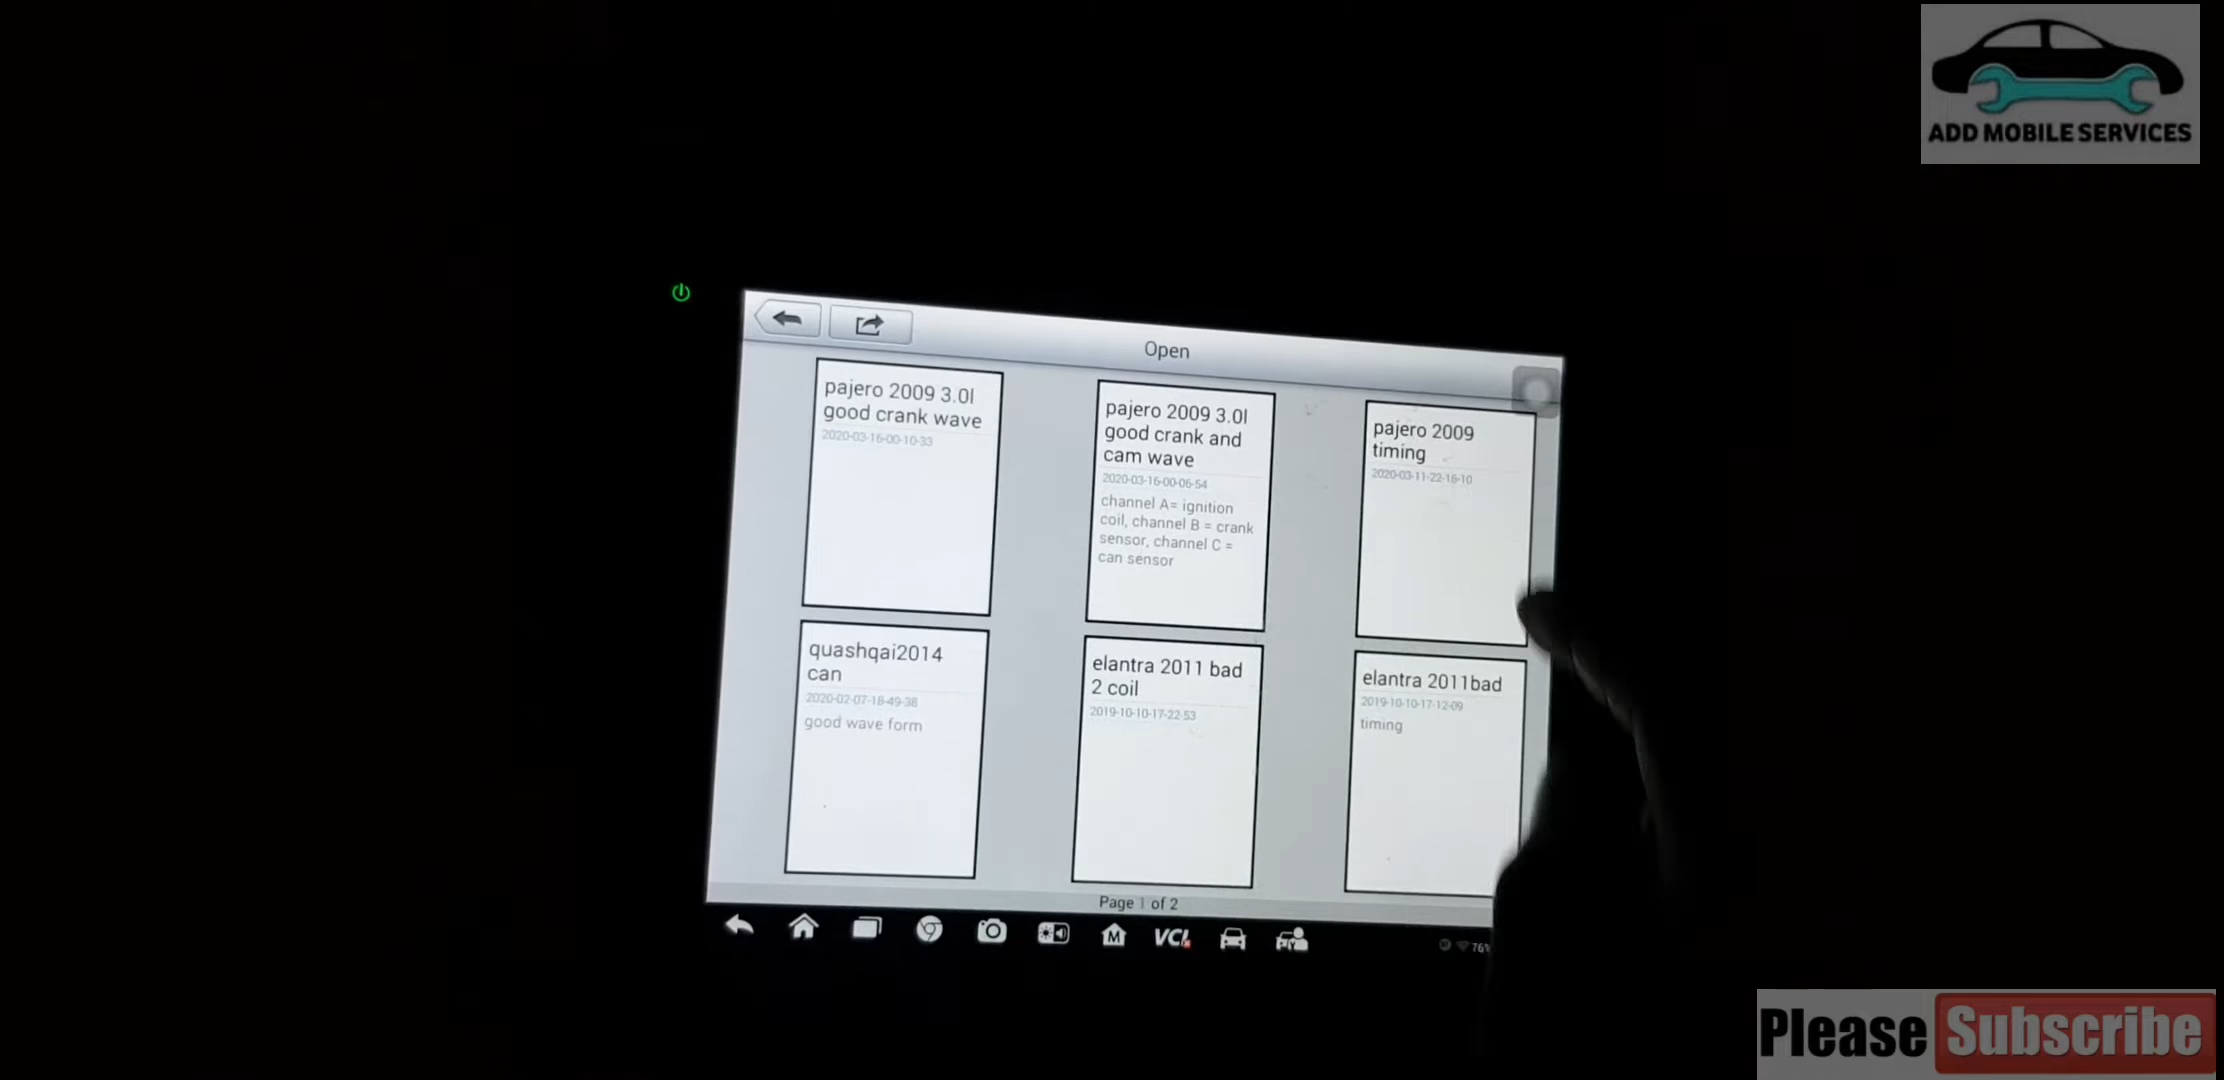 ADD MOBILE SERVICES
Open
pajero 2009 3.0l
good crank wave
2020-03-16-00-10-33
pajero 2009 3.0l
good crank and
cam wave
2020-03-16-00-06-54
channel A= ignition
coil, channel B = crank
sensor, channel C =
can sensor
pajero 2009
timing
2020-03-11-22-16-10
quashqai2014
can
2020-02-07-18-49-38
good wave form
elantra 2011 bad
2 coil
2019-10-10-17-22-53
elantra 2011bad
2019-10-10-17-12-09
timing
Page 1 of 2
M
VCI
76%
Please Subscribe